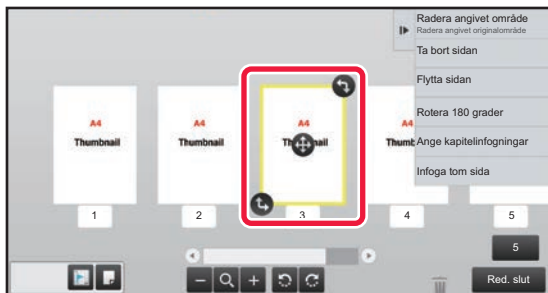 Radera angivet område
Radera angivet originalområde
Ta bort sidan
Flytta sidan
Rotera 180 grader
Ange kapitelinfogningar
Infoga tom sida
A4
Thumbnail
A4
Thumbnail
A4
A4
1
2
3
4
5
5
Red. slut